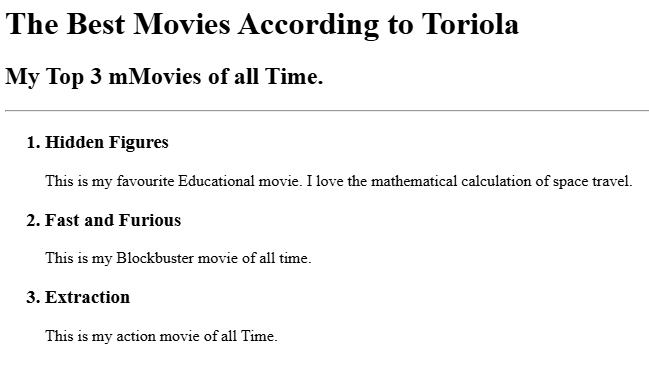 The Best Movies According to Toriola
My Top 3 mMovies of all Time.
1. Hidden Figures
This is my favourite Educational movie. I love the mathematical calculation of space travel.
2. Fast and Furious
This is my Blockbuster movie of all time.
3. Extraction
This is my action movie of all Time.